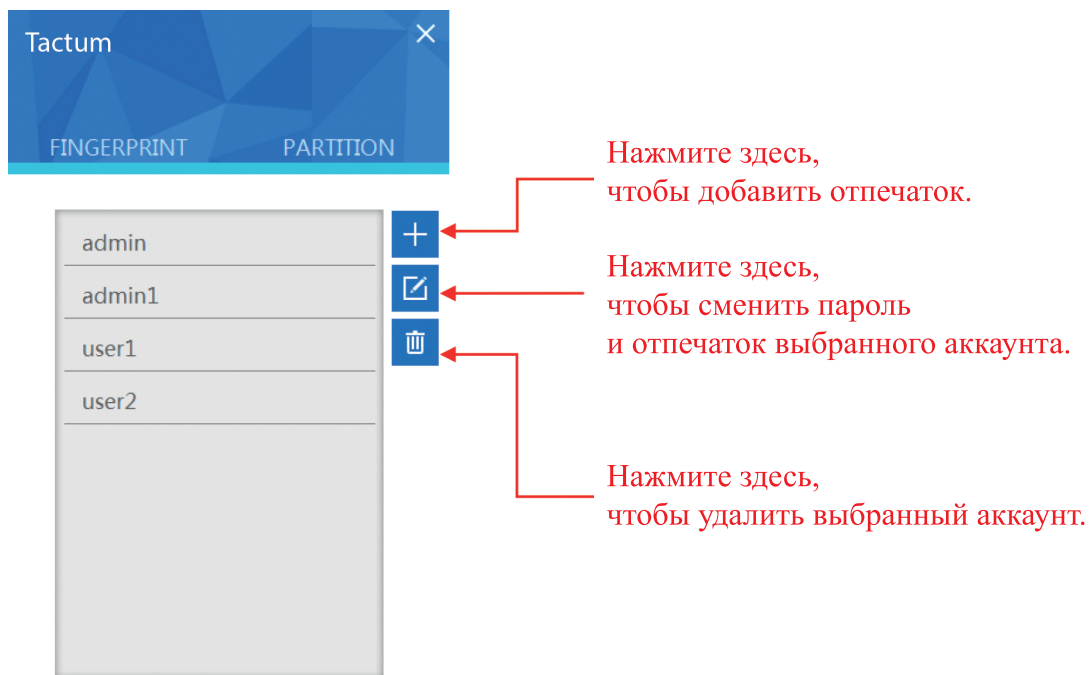 Tactum
FINGERPRINT PARTITION
admin
admin1
user1
user2
Нажмите здесь,
чтобы добавить отпечаток.
Нажмите здесь,
чтобы сменить пароль
и отпечаток выбранного аккаунта.
Нажмите здесь,
чтобы удалить выбранный аккаунт.